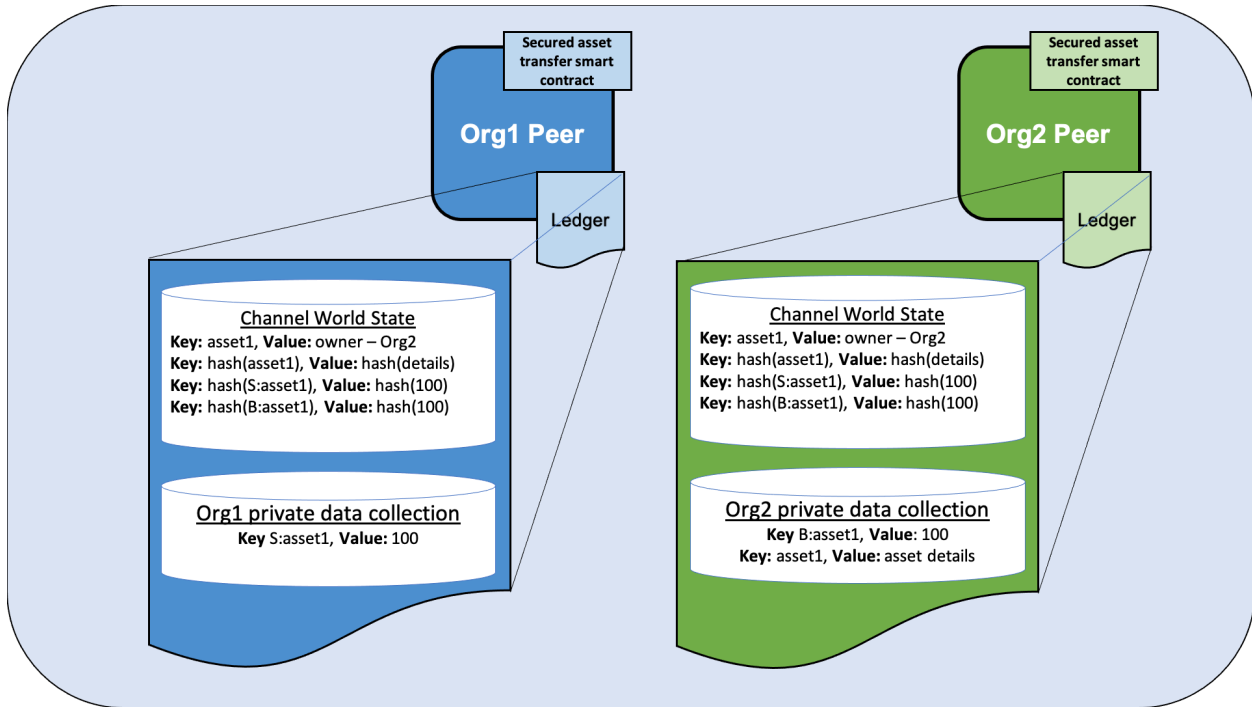 Secured asset
transfer smart
contract
Org1 Peer
Ledger
Channel World State
Key: asset1, Value: owner – Org2
Key: hash(asset1), Value: hash(details)
Key: hash(S:asset1), Value: hash(100)
Key: hash(B:asset1), Value: hash(100)
Org1 private data collection
Key S:asset1, Value: 100
Secured asset
transfer smart
contract
Org2 Peer
Ledger
Channel World State
Key: asset1, Value: owner – Org2
Key: hash(asset1), Value: hash(details)
Key: hash(S:asset1), Value: hash(100)
Key: hash(B:asset1), Value: hash(100)
Org2 private data collection
Key B:asset1, Value: 100
Key: asset1, Value: asset details